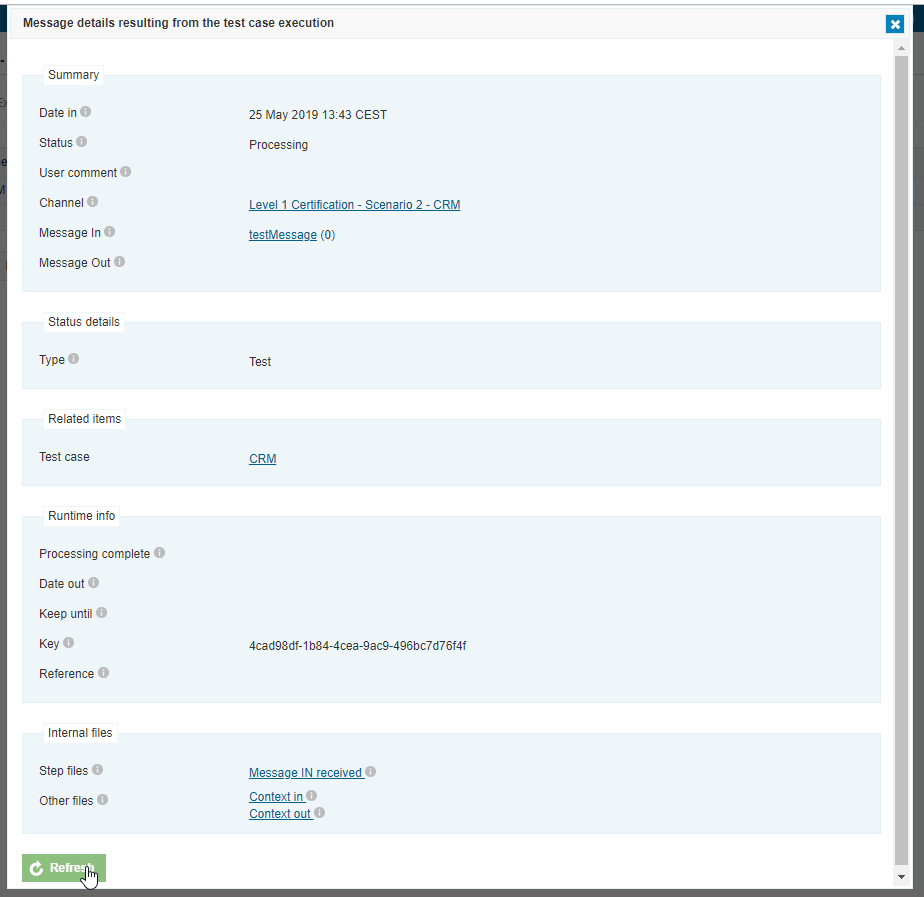 Message details resulting from the test case execution
Summary
Date in
25 May 2019 13:43 CEST
Status
Processing
User comment
Channel
Level 1 Certification - Scenario 2 - CRM
Message In
testMessage (0)
Message Out
Status details
Type
Test
Related items
Test case
CRM
Runtime info
Processing complete
Date out
Keep until
Key
4cad98df-1b84-4cea-9ac9-496bc7d76f4f
Reference
Internal files
Step files
Message IN received
Other files
Context in
Context out
Refresh